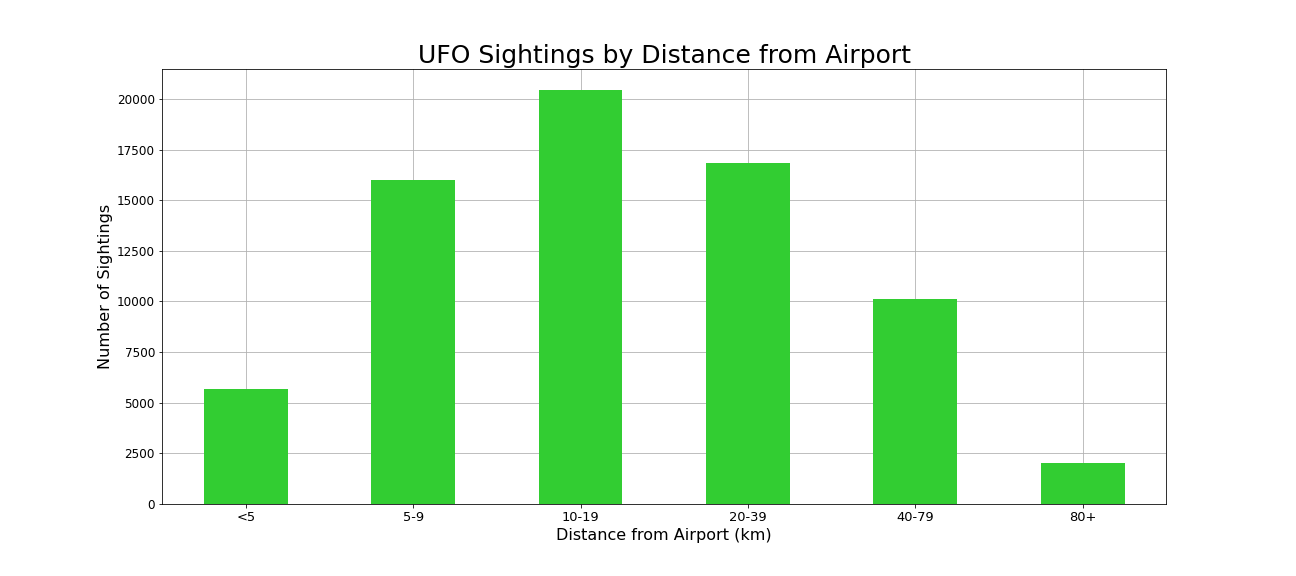 UFO Sightings by Distance from Airport
Number of Sightings
20000
17500
15000
12500
10000
7500
5000
2500
0
<5 5-9 10-19 20-39 40-79 80+
Distance from Airport (km)